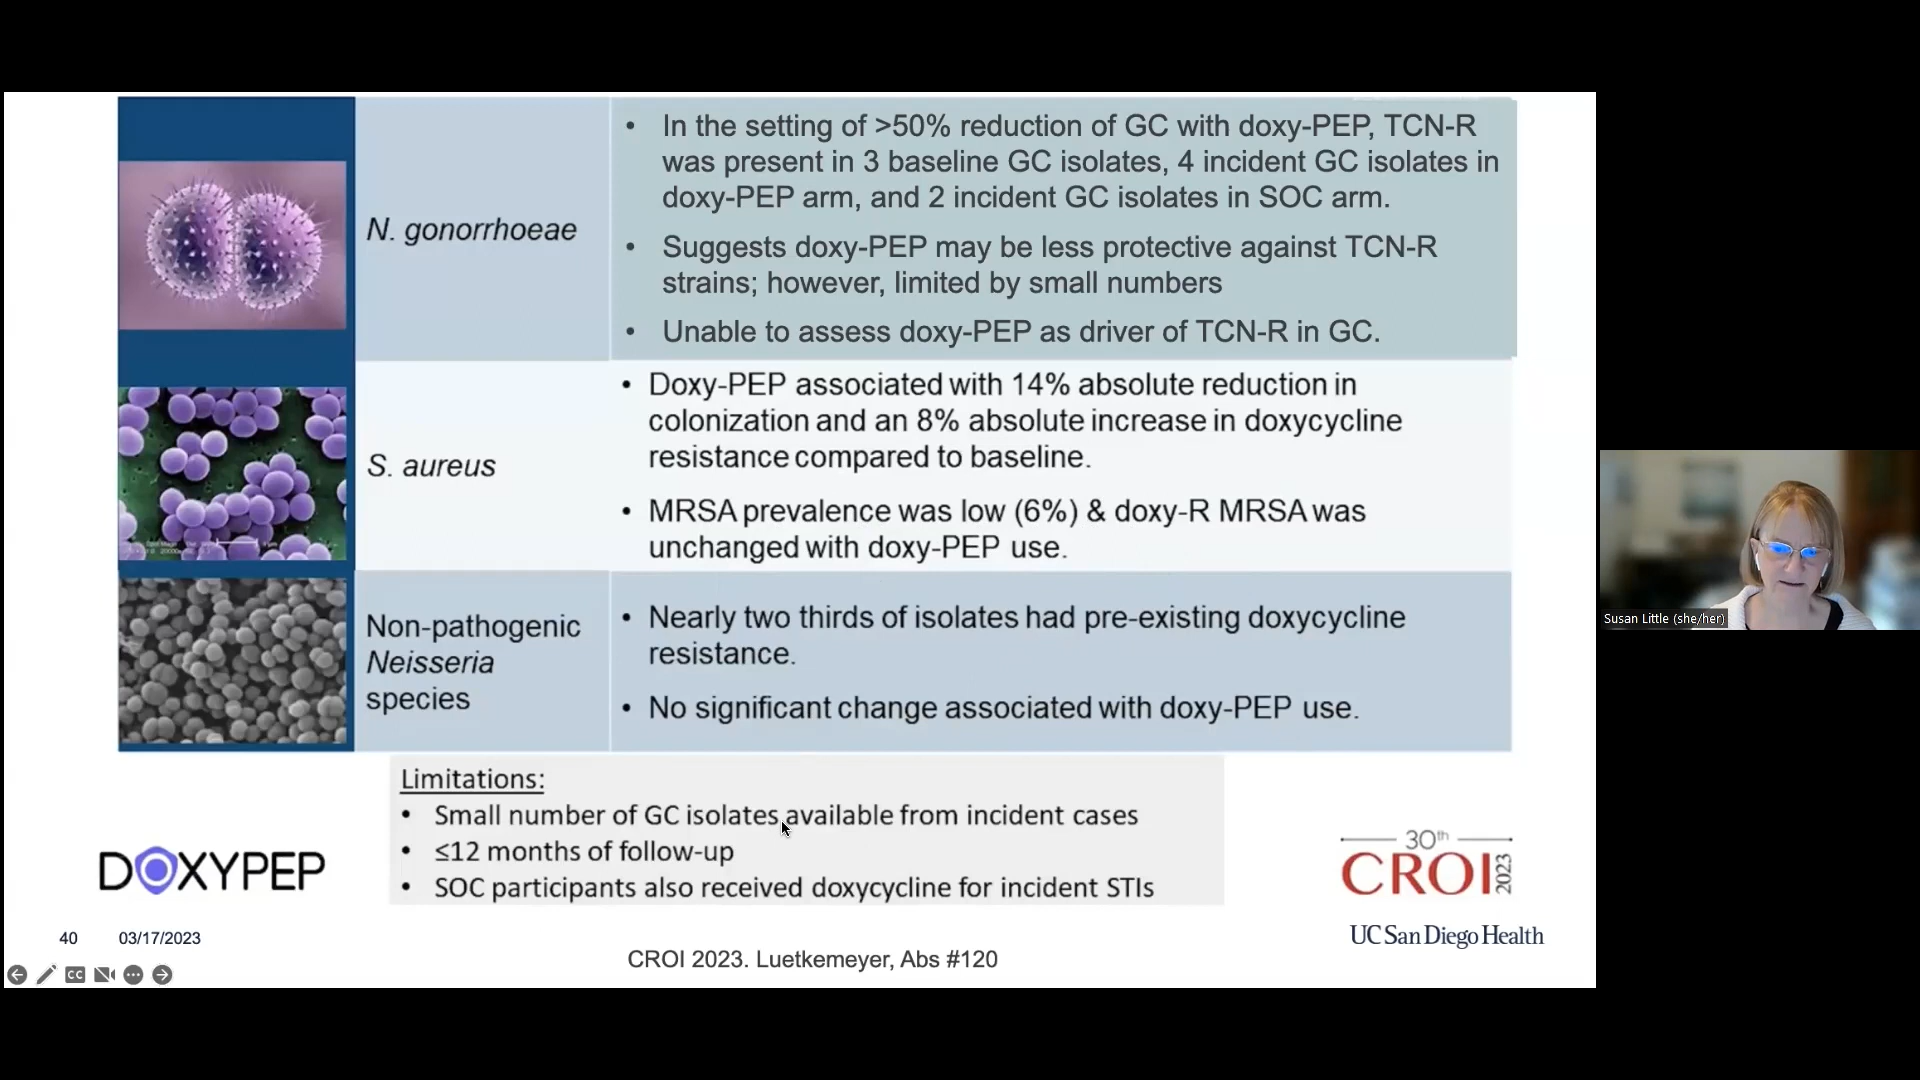 • In the setting of >50% reduction of GC with doxy-PEP, TCN-R
was present in 3 baseline GC isolates, 4 incident GC isolates in
doxy-PEP arm, and 2 incident GC isolates in SOC arm.
N. gonorrhoeae
• Suggests doxy-PEP may be less protective against TCN-R
strains; however, limited by small numbers
• Unable to assess doxy-PEP as driver of TCN-R in GC.
• Doxy-PEP associated with 14% absolute reduction in
colonization and an 8% absolute increase in doxycycline
resistance compared to baseline.
S. aureus
• MRSA prevalence was low (6%) & doxy-R MRSA was
unchanged with doxy-PEP use.
Non-pathogenic
Neisseria
species
• Nearly two thirds of isolates had pre-existing doxycycline
resistance.
• No significant change associated with doxy-PEP use.
Limitations:
• Small number of GC isolates available from incident cases
• ≤12 months of follow-up
• SOC participants also received doxycycline for incident STIs
DOXYPEP
30th
CROI 2023
UC San Diego Health
40 03/17/2023
CROI 2023. Luetkemeyer, Abs #120
CC
Susan Little (she/her)